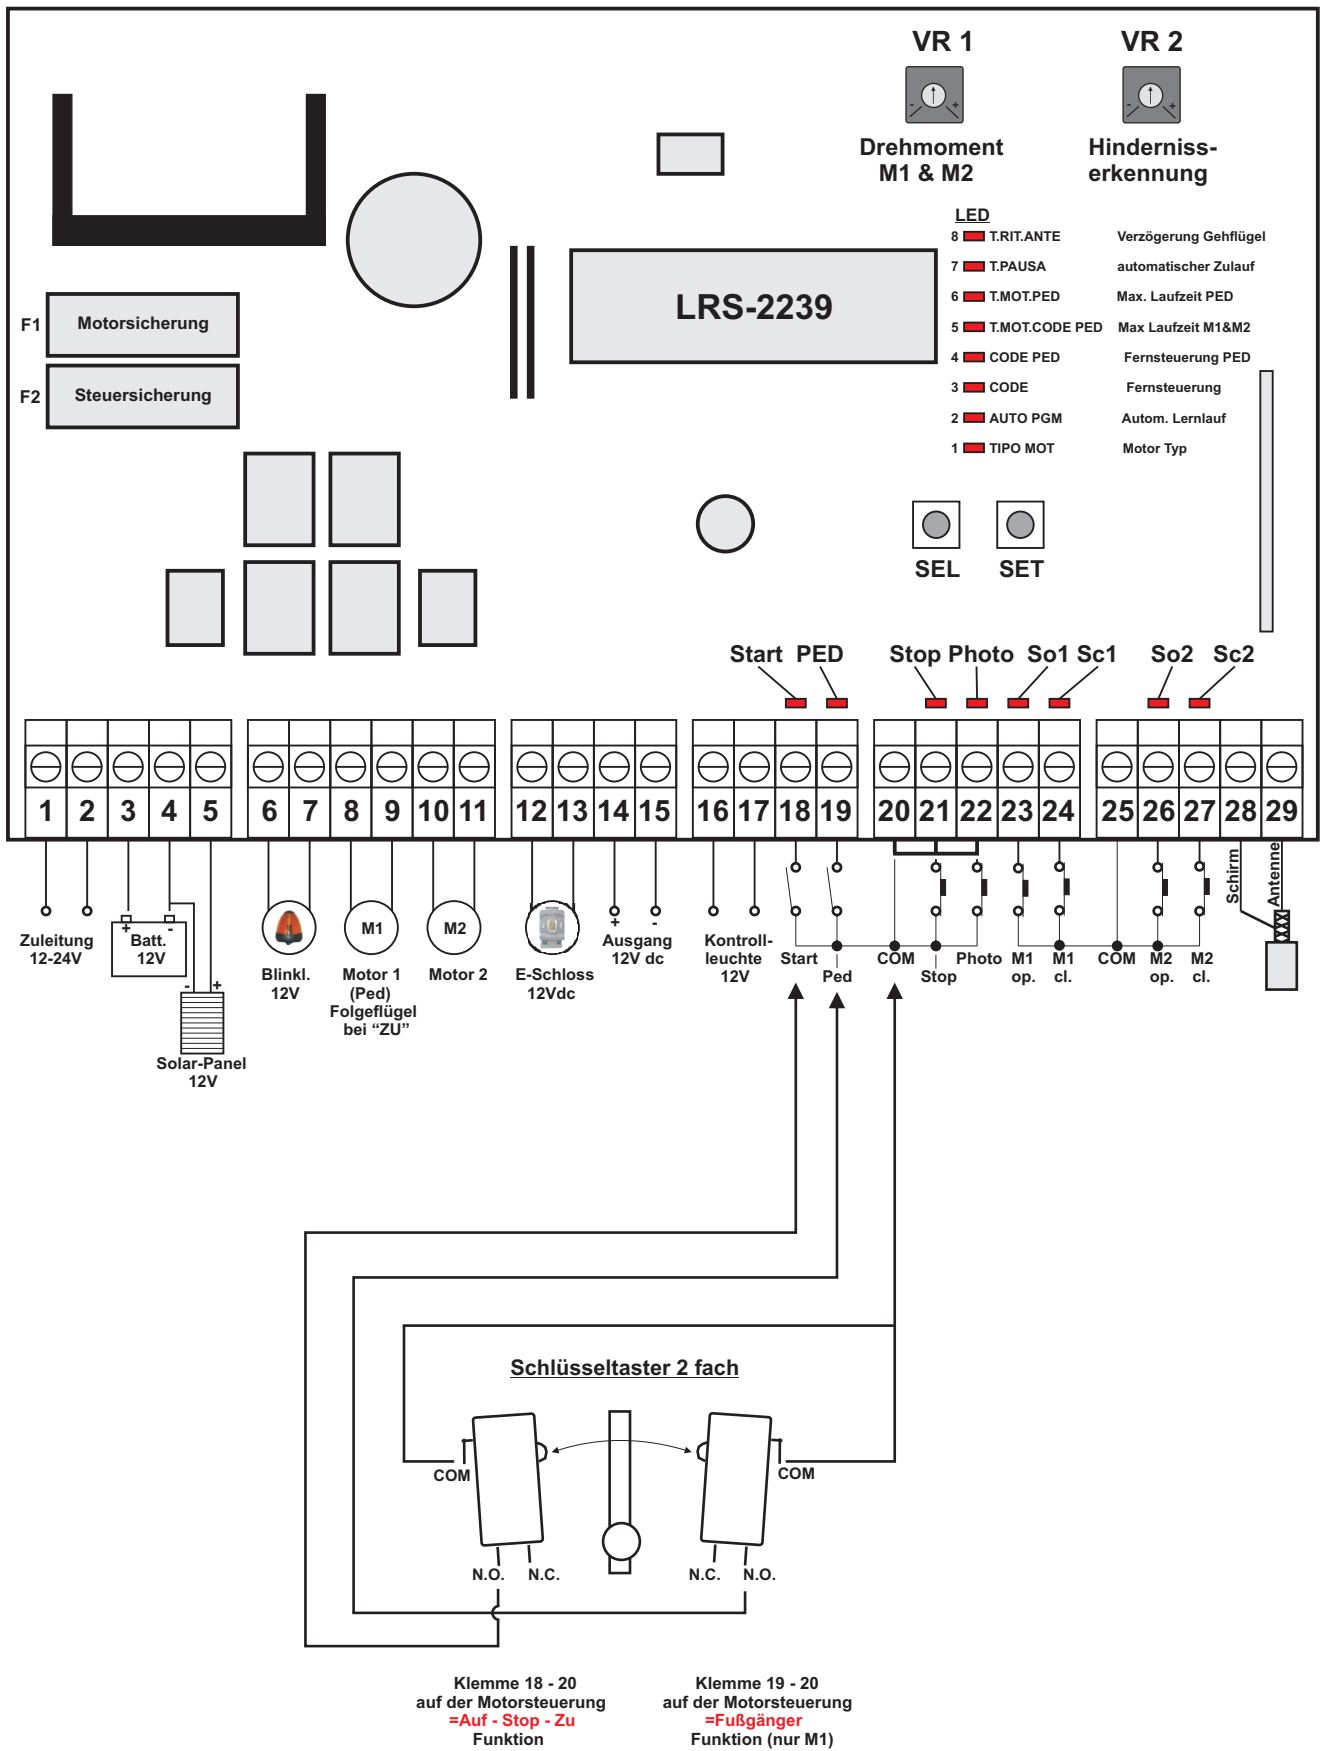 VR 1
VR 2
- +
- +
Drehmoment
M1 & M2
Hinderniss-
erkennung
LED
8 T.RIT.ANTE Verzögerung Gehflügel
7 T.PAUSA automatischer Zulauf
6 T.MOT.PED Max. Laufzeit PED
5 T.MOT.CODE PED Max Laufzeit M1&M2
4 CODE PED Fernsteuerung PED
3 CODE Fernsteuerung
2 AUTO PGM Autom. Lernlauf
1 TIPO MOT Motor Typ
LRS-2239
F1 Motorsicherung
F2 Steuersicherung
SEL SET
Start PED Stop Photo So1 Sc1 So2 Sc2
1 2 3 4 5 6 7 8 9 10 11 12 13 14 15 16 17 18 19 20 21 22 23 24 25 26 27 28 29
Schirm
Antenne
Zuleitung
12-24V
+ -
Batt.
12V
- +
Solar-Panel
12V
Blinkl.
12V
M1
Motor 1
(Ped)
Folgeflügel
bei “ZU”
M2
Motor 2
E-Schloss
12Vdc
+ -
Ausgang
12V dc
Kontroll-
leuchte
12V
Start
Ped
COM
Stop
Photo
M1
op.
M1
cl.
COM
M2
op.
M2
cl.
Schlüsseltaster 2 fach
COM
COM
N.O. N.C.
N.C. N.O.
Klemme 18 - 20
auf der Motorsteuerung
=Auf - Stop - Zu
Funktion
Klemme 19 - 20
auf der Motorsteuerung
=Fußgänger
Funktion (nur M1)